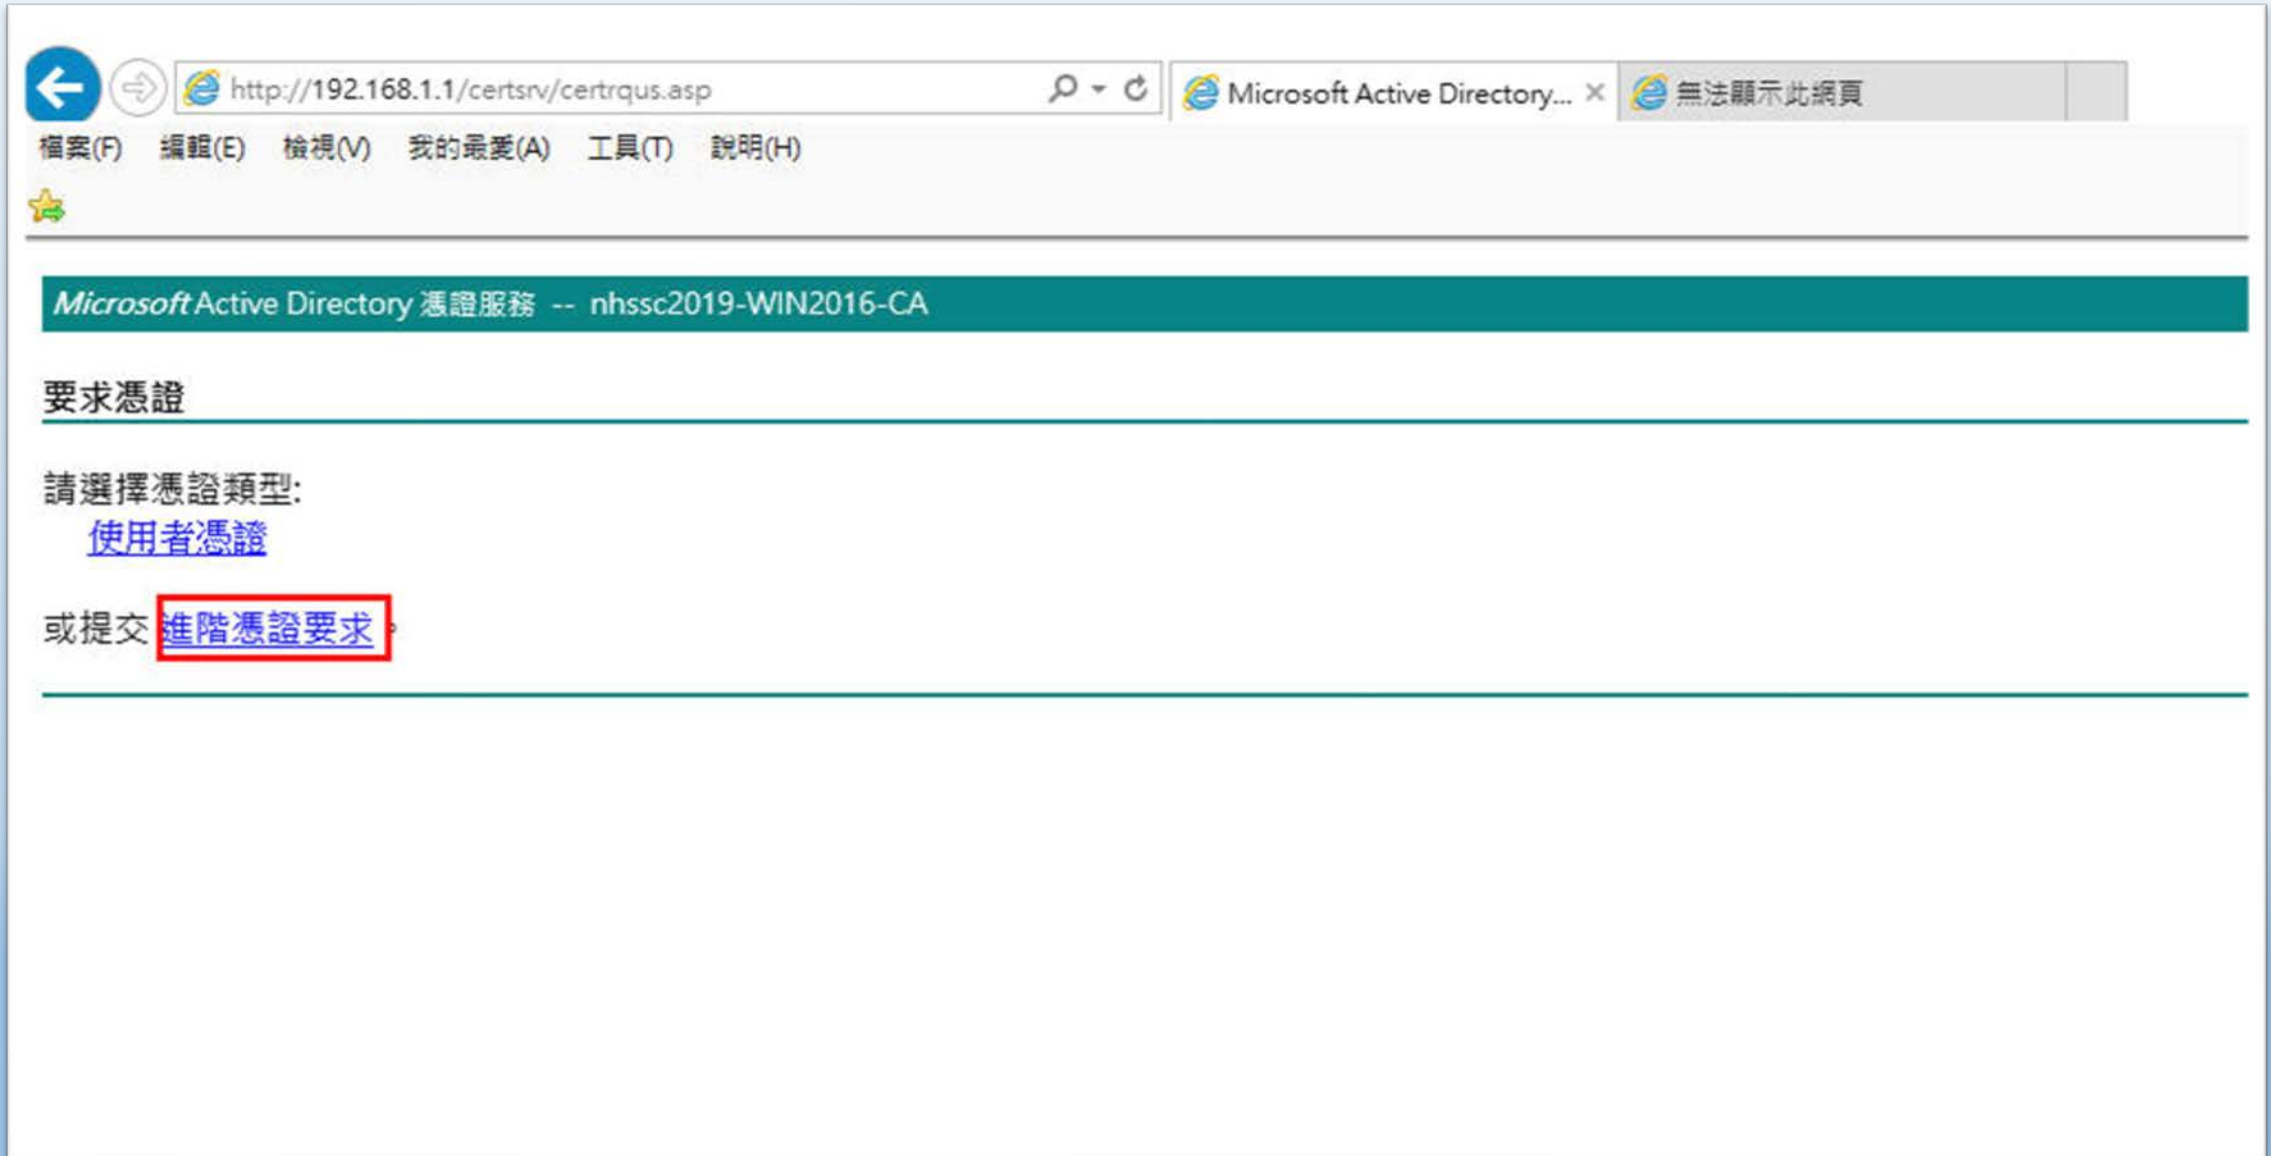 http://192.168.1.1/certsrv/certrqus.asp Microsoft Active Directory... 無法顯示此網頁
檔案(F) 編輯(E) 檢視(V) 我的最愛(A) 工具(T) 說明(H)
Microsoft Active Directory 憑證服務 -- nhssc2019-WIN2016-CA
要求憑證
請選擇憑證類型:
使用者憑證
或提交 進階憑證要求。